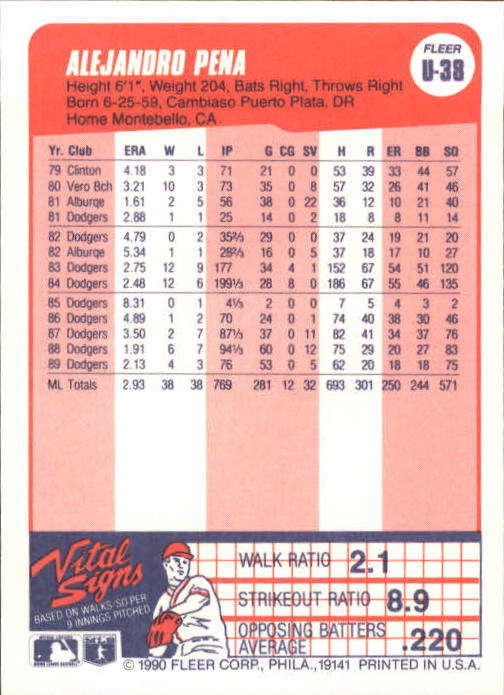 ALEJANDRO PENA
FLEER
U-38
Height 6'1", Weight 204, Bats Right, Throws Right
Born 6-25-59, Cambiaso Puerto Plata, DR
Home Montebello, CA
Yr. Club ERA W L IP G CG SV H R ER BB SO
79 Clinton 4.18 3 3 71 21 0 0 53 39 33 44 57
80 Vero Bch 3.21 10 3 73 35 0 8 57 32 26 41 46
81 Alburqe 1.61 2 5 56 38 0 22 36 12 10 21 40
81 Dodgers 2.88 1 1 25 14 0 2 18 8 8 11 14
82 Dodgers 4.79 0 2 35⅔ 29 0 0 37 24 19 21 20
82 Alburqe 5.34 1 1 28⅔ 16 0 5 37 18 17 10 27
83 Dodgers 2.75 12 9 177 34 4 1 152 67 54 51 120
84 Dodgers 2.48 12 6 199⅓ 28 8 0 186 67 55 46 135
85 Dodgers 8.31 0 1 4⅓ 2 0 0 7 5 4 3 2
86 Dodgers 4.89 1 2 70 24 0 1 74 40 38 30 46
87 Dodgers 3.50 2 7 87⅓ 37 0 11 82 41 34 37 76
88 Dodgers 1.91 6 7 94⅓ 60 0 12 75 29 20 27 83
89 Dodgers 2.13 4 3 76 53 0 5 62 20 18 18 75
ML Totals 2.93 38 38 769 281 12 32 693 301 250 244 571
Vital
Signs
BASED ON WALKS-SO PER
9 INNINGS PITCHED
WALK RATIO 2.1
STRIKEOUT RATIO 8.9
OPPOSING BATTERS
AVERAGE .220
© 1990 FLEER CORP., PHILA., 19141 PRINTED IN U.S.A.